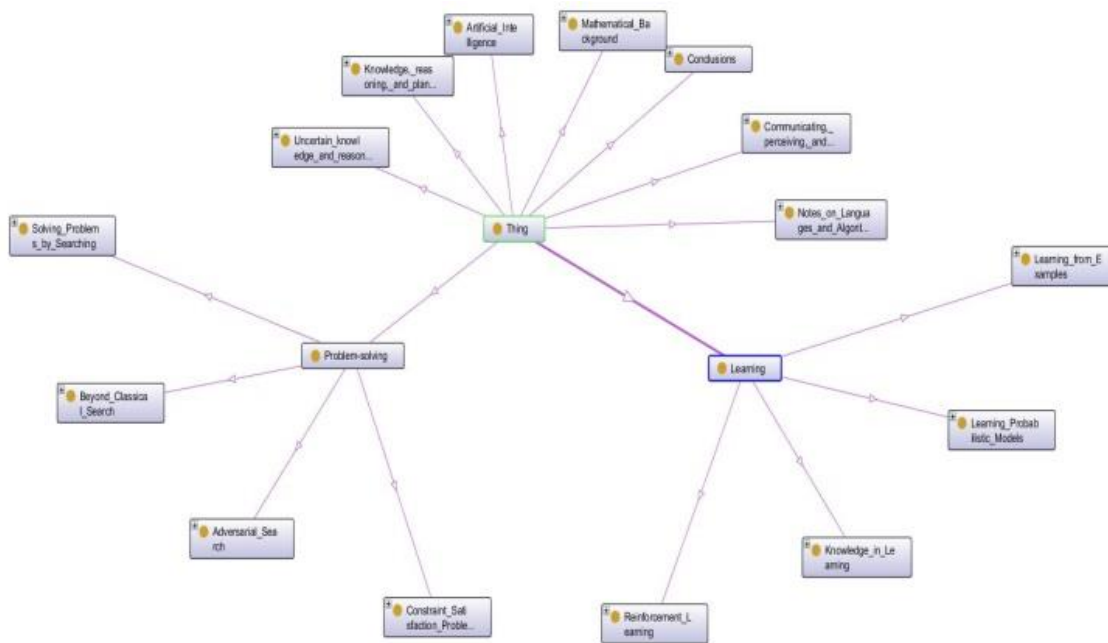 Artificial_Inte
lligence
Mathematical_Ba
ckground
Conclusions
Knowledge,_reas
oning,_and_plan...
Communicating,_
perceiving,_and...
Uncertain_knowl
edge_and_reason...
Notes_on_Langua
ges_and_Algorit...
Thing
Solving_Problem
s_by_Searching
Learning_from_E
xamples
Problem-solving
Learning
Beyond_Classica
l_Search
Learning_Probab
ilistic_Models
Adversarial_Sea
rch
Knowledge_in_Le
arning
Constraint_Sati
sfaction_Proble...
Reinforcement_L
earning